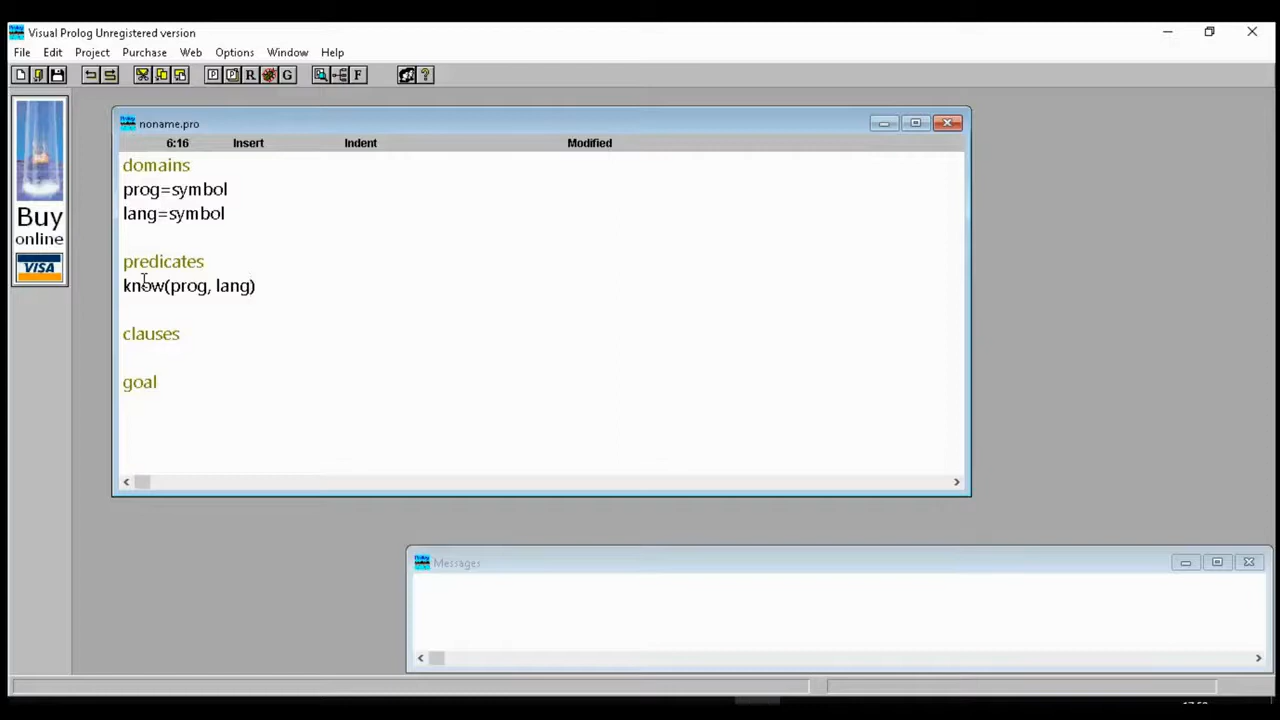 Visual Prolog Unregistered version
File Edit Project Purchase Web Options Window Help
P R G F ?
Buy
online
VISA
noname.pro
6:16 Insert Indent Modified
domains
prog=symbol
lang=symbol
predicates
know(prog, lang)
clauses
goal
Messages